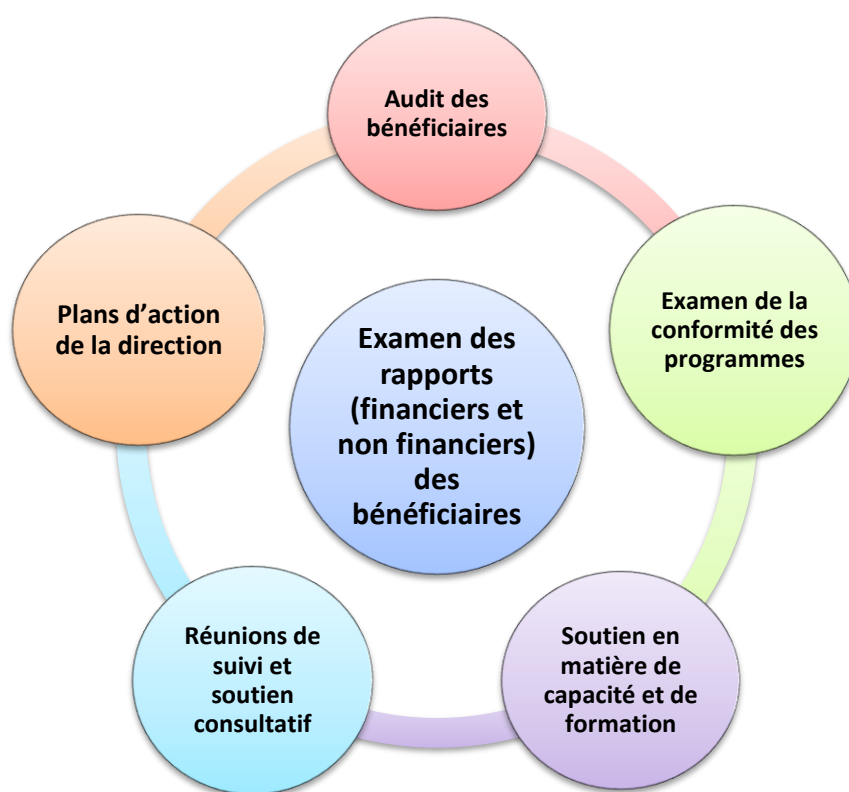 Audit des
bénéficiaires
Examen de la
conformité des
programmes
Soutien en
matière de
capacité et de
formation
Réunions de
suivi et
soutien
consultatif
Plans d’action
de la direction
Examen des
rapports
(financiers et
non financiers)
des
bénéficiaires